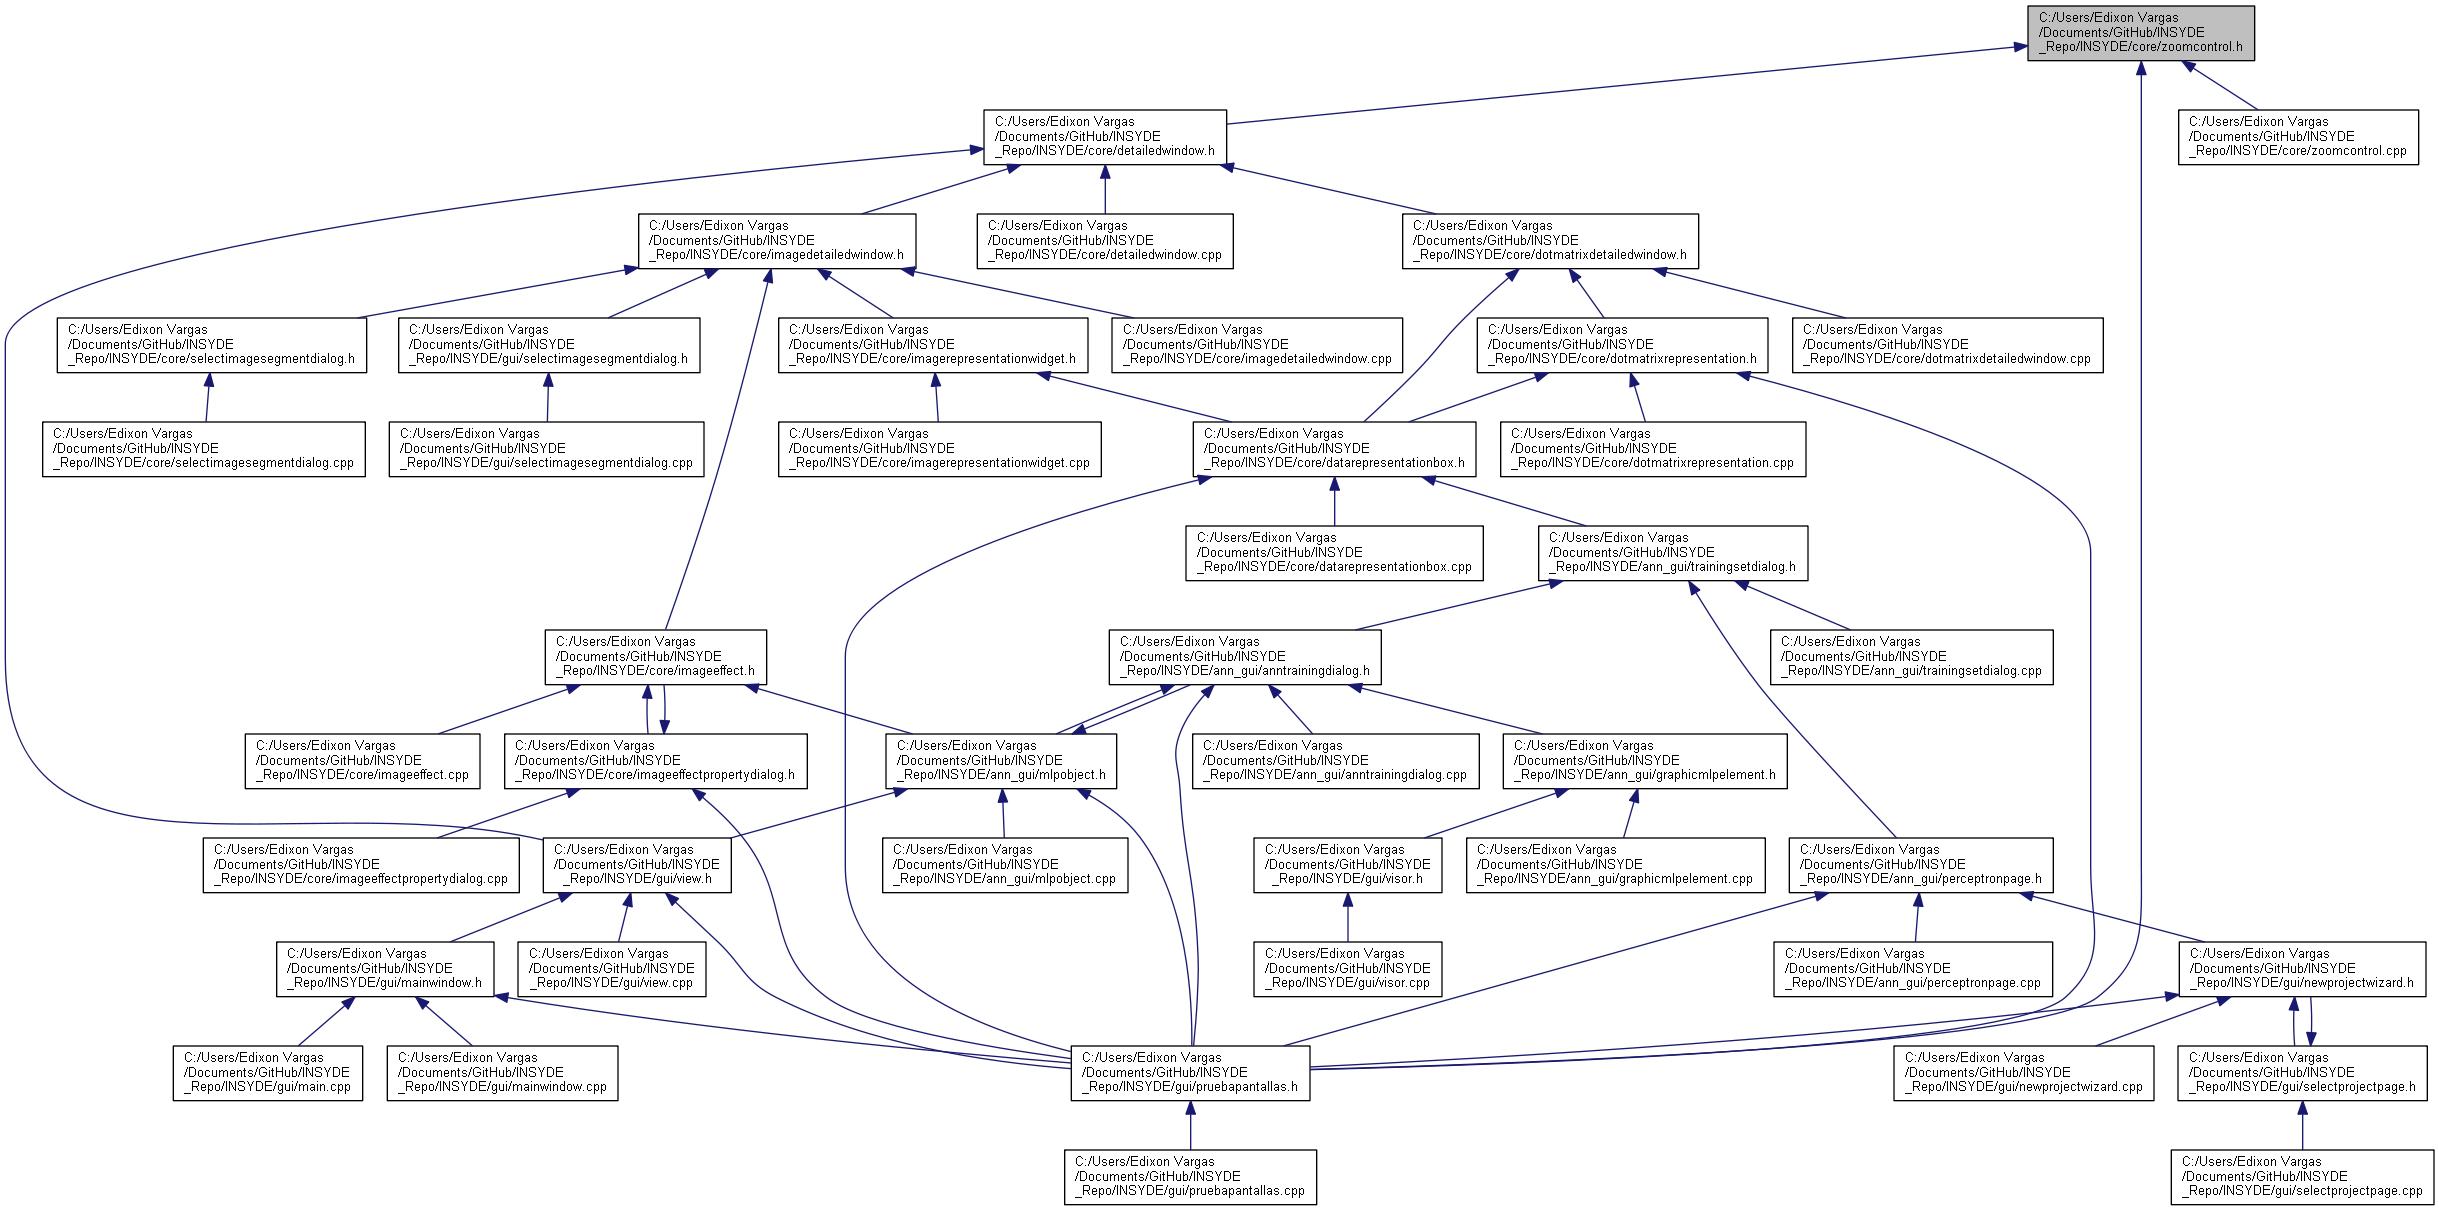 C:/Users/Edixon Vargas
/Documents/GitHub/INSYDE
_Repo/INSYDE/core/zoomcontrol.h
C:/Users/Edixon Vargas
/Documents/GitHub/INSYDE
_Repo/INSYDE/core/detailedwindow.h
C:/Users/Edixon Vargas
/Documents/GitHub/INSYDE
_Repo/INSYDE/core/zoomcontrol.cpp
C:/Users/Edixon Vargas
/Documents/GitHub/INSYDE
_Repo/INSYDE/core/imagedetailedwindow.h
C:/Users/Edixon Vargas
/Documents/GitHub/INSYDE
_Repo/INSYDE/core/detailedwindow.cpp
C:/Users/Edixon Vargas
/Documents/GitHub/INSYDE
_Repo/INSYDE/core/dotmatrixdetailedwindow.h
C:/Users/Edixon Vargas
/Documents/GitHub/INSYDE
_Repo/INSYDE/core/selectimagesegmentdialog.h
C:/Users/Edixon Vargas
/Documents/GitHub/INSYDE
_Repo/INSYDE/gui/selectimagesegmentdialog.h
C:/Users/Edixon Vargas
/Documents/GitHub/INSYDE
_Repo/INSYDE/core/imagerepresentationwidget.h
C:/Users/Edixon Vargas
/Documents/GitHub/INSYDE
_Repo/INSYDE/core/imagedetailedwindow.cpp
C:/Users/Edixon Vargas
/Documents/GitHub/INSYDE
_Repo/INSYDE/core/dotmatrixrepresentation.h
C:/Users/Edixon Vargas
/Documents/GitHub/INSYDE
_Repo/INSYDE/core/dotmatrixdetailedwindow.cpp
C:/Users/Edixon Vargas
/Documents/GitHub/INSYDE
_Repo/INSYDE/core/selectimagesegmentdialog.cpp
C:/Users/Edixon Vargas
/Documents/GitHub/INSYDE
_Repo/INSYDE/gui/selectimagesegmentdialog.cpp
C:/Users/Edixon Vargas
/Documents/GitHub/INSYDE
_Repo/INSYDE/core/imagerepresentationwidget.cpp
C:/Users/Edixon Vargas
/Documents/GitHub/INSYDE
_Repo/INSYDE/core/datarepresentationbox.h
C:/Users/Edixon Vargas
/Documents/GitHub/INSYDE
_Repo/INSYDE/core/dotmatrixrepresentation.cpp
C:/Users/Edixon Vargas
/Documents/GitHub/INSYDE
_Repo/INSYDE/core/datarepresentationbox.cpp
C:/Users/Edixon Vargas
/Documents/GitHub/INSYDE
_Repo/INSYDE/ann_gui/trainingsetdialog.h
C:/Users/Edixon Vargas
/Documents/GitHub/INSYDE
_Repo/INSYDE/core/imageeffect.h
C:/Users/Edixon Vargas
/Documents/GitHub/INSYDE
_Repo/INSYDE/ann_gui/anntrainingdialog.h
C:/Users/Edixon Vargas
/Documents/GitHub/INSYDE
_Repo/INSYDE/ann_gui/trainingsetdialog.cpp
C:/Users/Edixon Vargas
/Documents/GitHub/INSYDE
_Repo/INSYDE/core/imageeffect.cpp
C:/Users/Edixon Vargas
/Documents/GitHub/INSYDE
_Repo/INSYDE/core/imageeffectpropertydialog.h
C:/Users/Edixon Vargas
/Documents/GitHub/INSYDE
_Repo/INSYDE/ann_gui/mlpobject.h
C:/Users/Edixon Vargas
/Documents/GitHub/INSYDE
_Repo/INSYDE/ann_gui/anntrainingdialog.cpp
C:/Users/Edixon Vargas
/Documents/GitHub/INSYDE
_Repo/INSYDE/ann_gui/graphicmlpelement.h
C:/Users/Edixon Vargas
/Documents/GitHub/INSYDE
_Repo/INSYDE/core/imageeffectpropertydialog.cpp
C:/Users/Edixon Vargas
/Documents/GitHub/INSYDE
_Repo/INSYDE/gui/view.h
C:/Users/Edixon Vargas
/Documents/GitHub/INSYDE
_Repo/INSYDE/ann_gui/mlpobject.cpp
C:/Users/Edixon Vargas
/Documents/GitHub/INSYDE
_Repo/INSYDE/gui/visor.h
C:/Users/Edixon Vargas
/Documents/GitHub/INSYDE
_Repo/INSYDE/ann_gui/graphicmlpelement.cpp
C:/Users/Edixon Vargas
/Documents/GitHub/INSYDE
_Repo/INSYDE/ann_gui/perceptronpage.h
C:/Users/Edixon Vargas
/Documents/GitHub/INSYDE
_Repo/INSYDE/gui/mainwindow.h
C:/Users/Edixon Vargas
/Documents/GitHub/INSYDE
_Repo/INSYDE/gui/view.cpp
C:/Users/Edixon Vargas
/Documents/GitHub/INSYDE
_Repo/INSYDE/gui/visor.cpp
C:/Users/Edixon Vargas
/Documents/GitHub/INSYDE
_Repo/INSYDE/ann_gui/perceptronpage.cpp
C:/Users/Edixon Vargas
/Documents/GitHub/INSYDE
_Repo/INSYDE/gui/newprojectwizard.h
C:/Users/Edixon Vargas
/Documents/GitHub/INSYDE
_Repo/INSYDE/gui/main.cpp
C:/Users/Edixon Vargas
/Documents/GitHub/INSYDE
_Repo/INSYDE/gui/mainwindow.cpp
C:/Users/Edixon Vargas
/Documents/GitHub/INSYDE
_Repo/INSYDE/gui/pruebapantallas.h
C:/Users/Edixon Vargas
/Documents/GitHub/INSYDE
_Repo/INSYDE/gui/newprojectwizard.cpp
C:/Users/Edixon Vargas
/Documents/GitHub/INSYDE
_Repo/INSYDE/gui/selectprojectpage.h
C:/Users/Edixon Vargas
/Documents/GitHub/INSYDE
_Repo/INSYDE/gui/pruebapantallas.cpp
C:/Users/Edixon Vargas
/Documents/GitHub/INSYDE
_Repo/INSYDE/gui/selectprojectpage.cpp